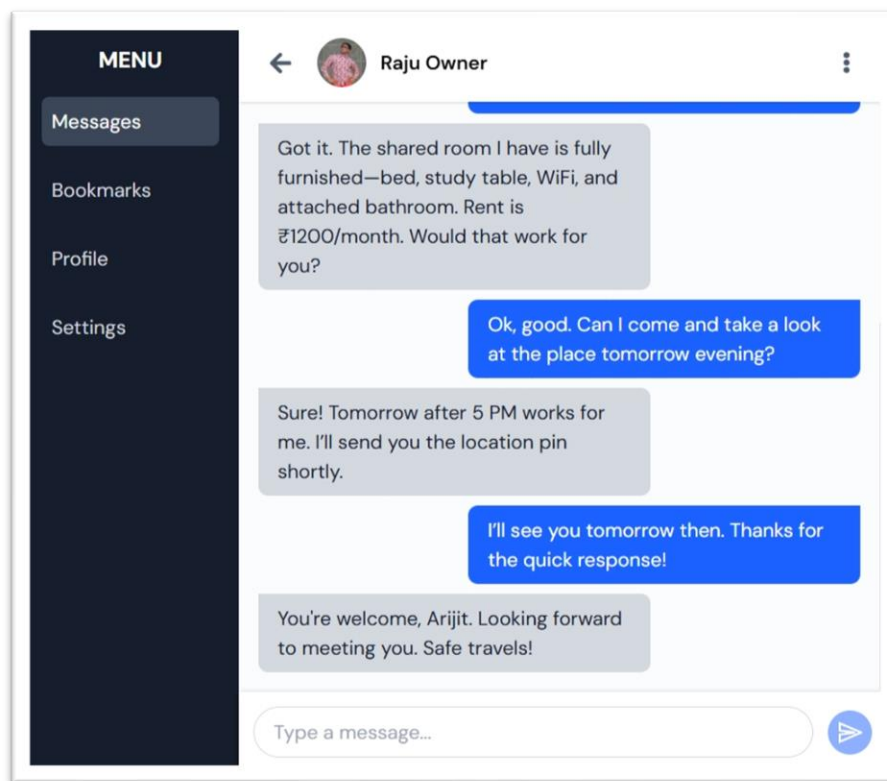 MENU
Messages
Bookmarks
Profile
Settings
Raju Owner
Got it. The shared room I have is fully
furnished—bed, study table, WiFi, and
attached bathroom. Rent is
₹1200/month. Would that work for
you?
Ok, good. Can I come and take a look
at the place tomorrow evening?
Sure! Tomorrow after 5 PM works for
me. I’ll send you the location pin
shortly.
I’ll see you tomorrow then. Thanks for
the quick response!
You're welcome, Arijit. Looking forward
to meeting you. Safe travels!
Type a message...